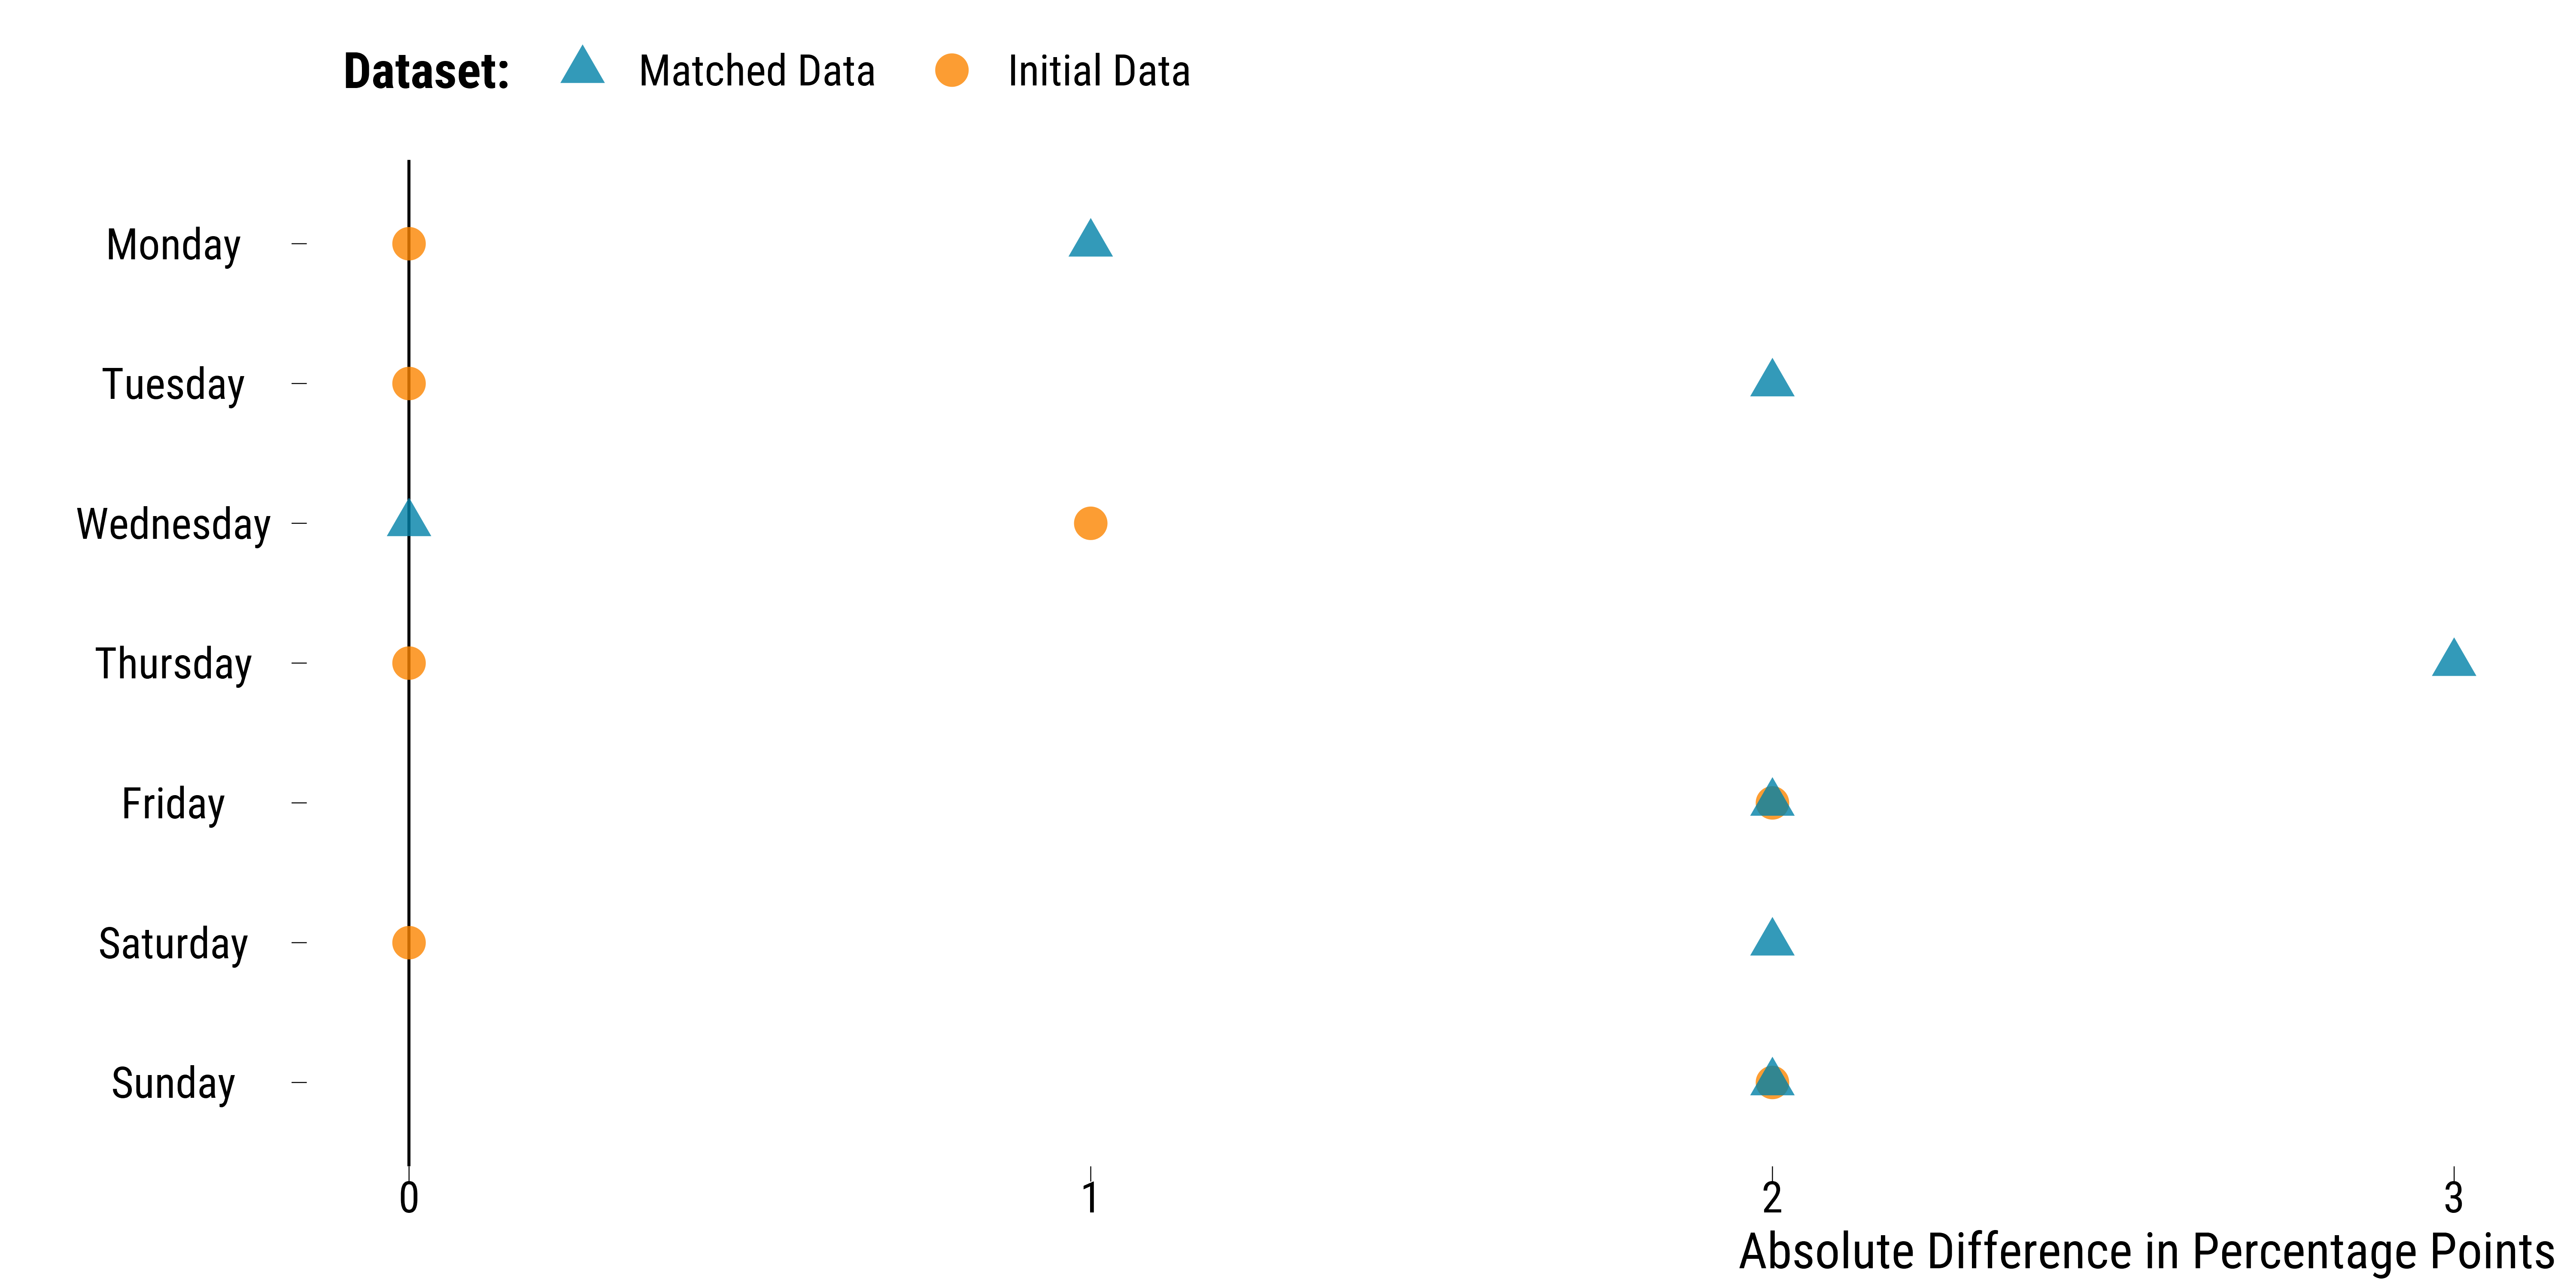 Dataset: Matched Data Initial Data
Monday
Tuesday
Wednesday
Thursday
Friday
Saturday
Sunday
0 1 2 3
Absolute Difference in Percentage Points